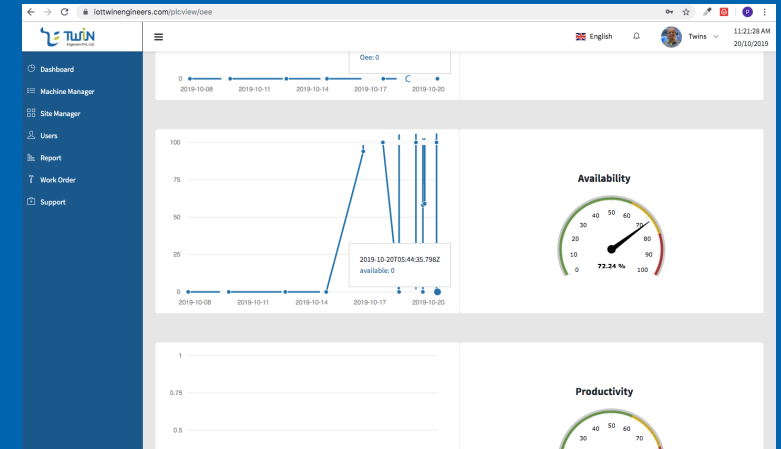 iottwinengineers.com/plcview/oee
TWIN
Engineers Pvt. Ltd.
English
Twins
11:21:28 AM
20/10/2019
Dashboard
Machine Manager
Site Manager
Users
Report
Work Order
Support
Oee: 0
0
2019-10-08 2019-10-11 2019-10-14 2019-10-17 2019-10-20
100
75
50
25
0
2019-10-20T05:44:35.798Z
available: 0
2019-10-08 2019-10-11 2019-10-14 2019-10-17 2019-10-20
Availability
0 10 20 30 40 50 60 70 80 90 100
72.24 %
1
0.75
0.5
Productivity
30 40 50 60 70
P